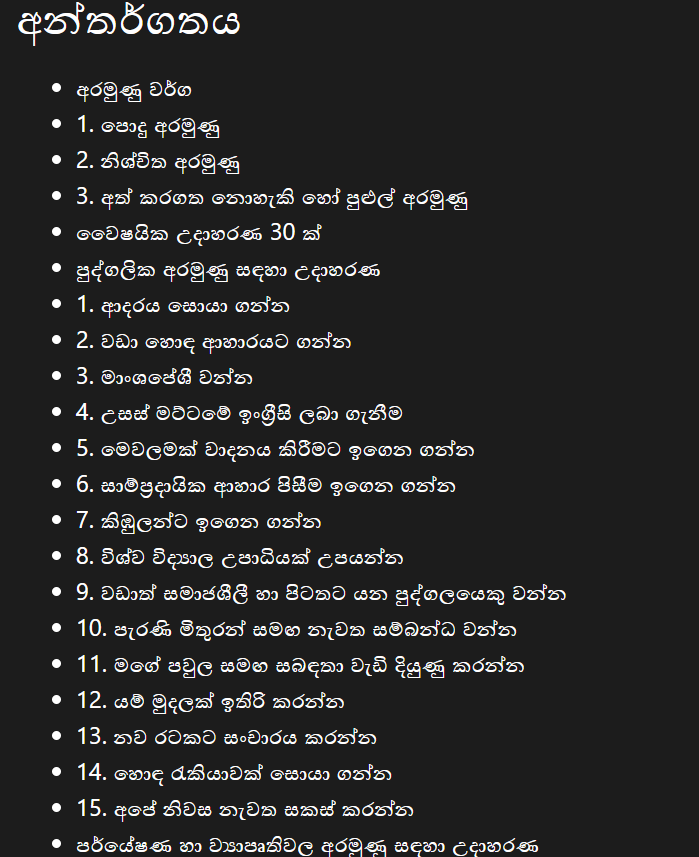 අන්තර්ගතය
අරමුණු වර්ග
1. පොදු අරමුණු
2. නිශ්චිත අරමුණු
3. අත් කරගත නොහැකි හෝ පුළුල් අරමුණු
වෛෂයික උදාහරණ 30 ක්
පුද්ගලික අරමුණු සඳහා උදාහරණ
1. ආදරය සොයා ගන්න
2. වඩා හොඳ ආහාරයට ගන්න
3. මාංශපේශී වන්න
4. උසස් මට්ටමේ ඉංග්‍රීසි ලබා ගැනීම
5. මෙවලමක් වාදනය කිරීමට ඉගෙන ගන්න
6. සාම්ප්‍රදායික ආහාර පිසීම ඉගෙන ගන්න
7. කිඹුලන්ට ඉගෙන ගන්න
8. විශ්ව විද්‍යාල උපාධියක් උපයන්න
9. වඩාත් සමාජශීලී හා පිටතට යන පුද්ගලයෙකු වන්න
10. පැරණි මිතුරන් සමඟ නැවත සම්බන්ධ වන්න
11. මගේ පවුල සමඟ සබඳතා වැඩි දියුණු කරන්න
12. යම් මුදලක් ඉතිරි කරන්න
13. නව රටකට සංචාරය කරන්න
14. හොඳ රැකියාවක් සොයා ගන්න
15. අපේ නිවස නැවත සකස් කරන්න
පර්යේෂණ හා ව්‍යාපෘතිවල අරමුණු සඳහා උදාහරණ